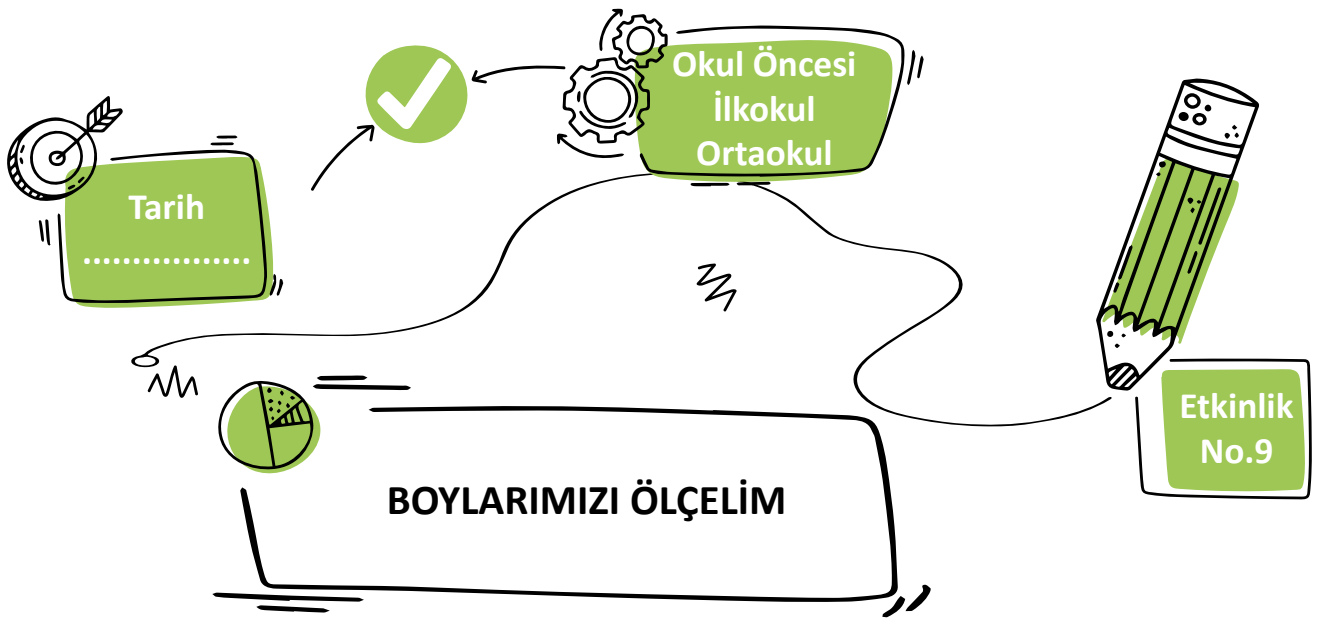 Okul Öncesi
İlkokul
Ortaokul
Tarih
.................
Etkinlik
No.9
BOYLARIMIZI ÖLÇELİM